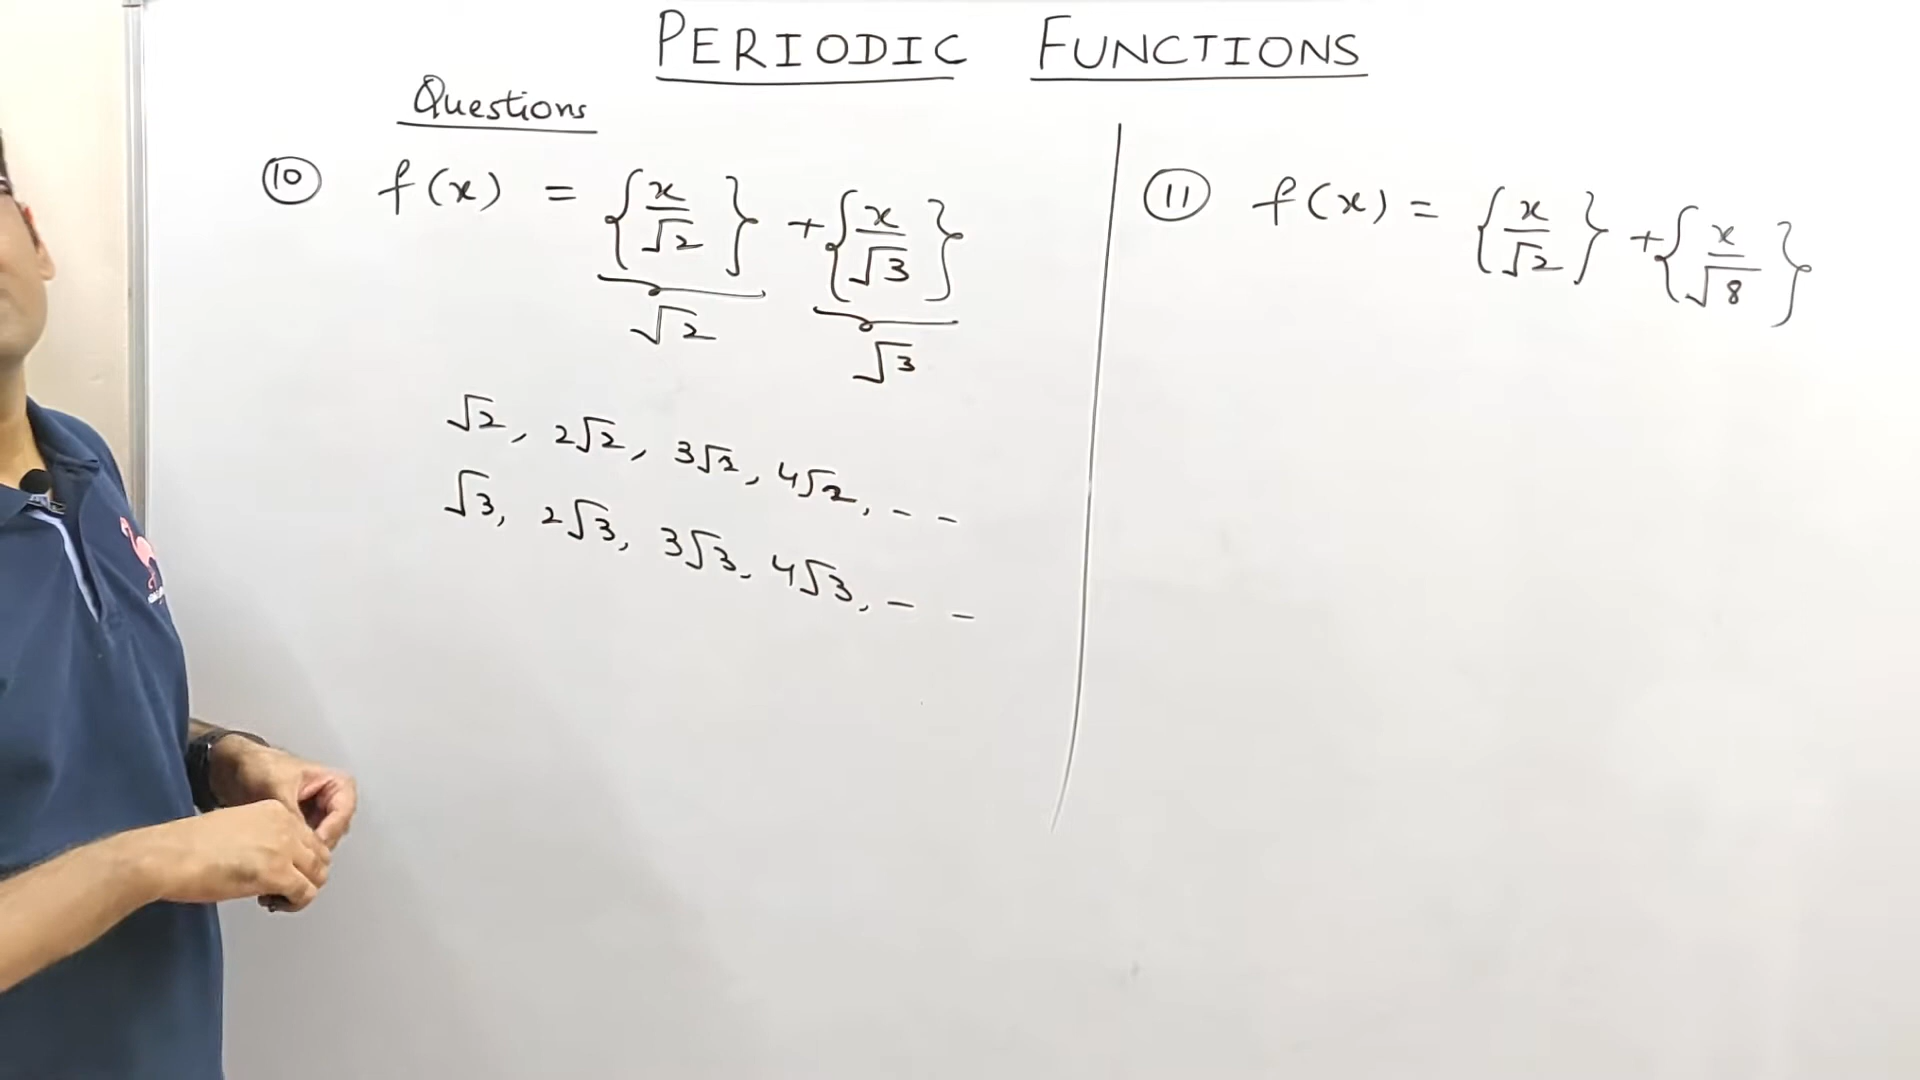 PERIODIC FUNCTIONS
Questions
⑩ f(x) = {x/√2} + {x/√3}
√2
√3
√2, 2√2, 3√2, 4√2, - -
√3, 2√3, 3√3, 4√3, - -
⑪ f(x) = {x/√2} + {x/√8}